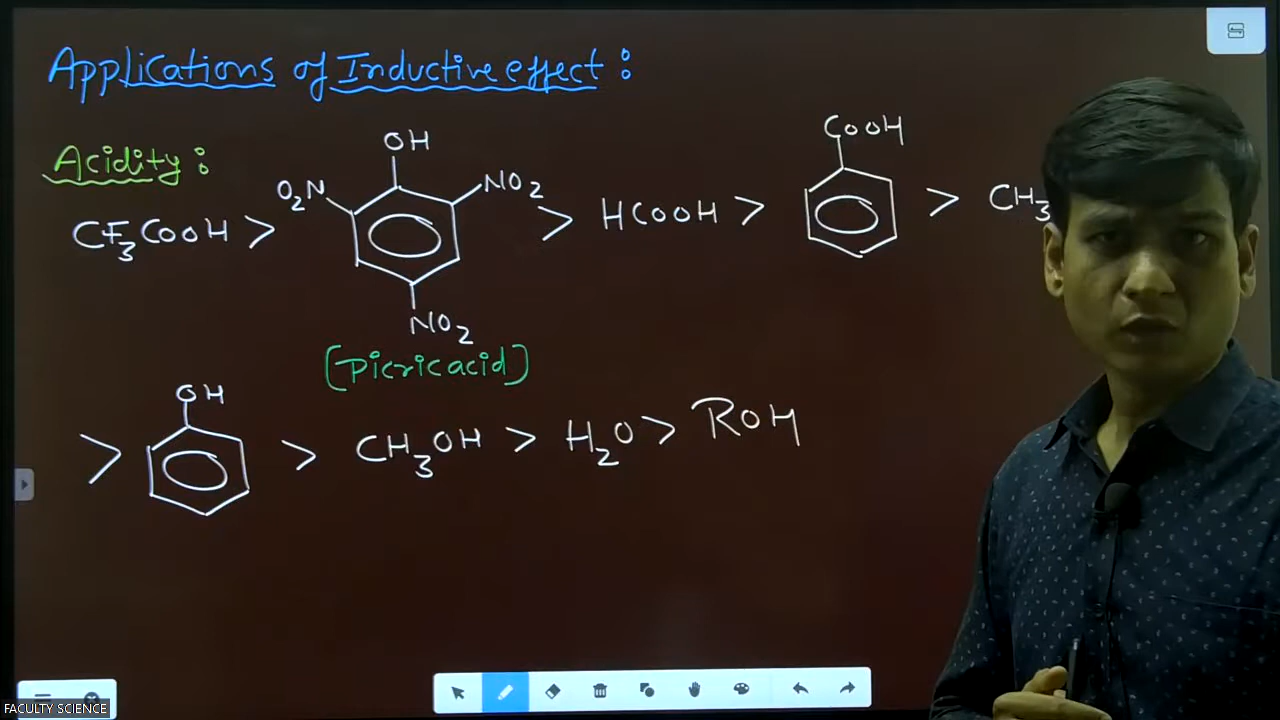 Applications of Inductive effect :
Acidity :
CF3COOH > OH O2N NO2 NO2 > HCOOH > COOH > CH3
(Picric acid)
> OH > CH3OH > H2O > ROH
FACULTY SCIENCE